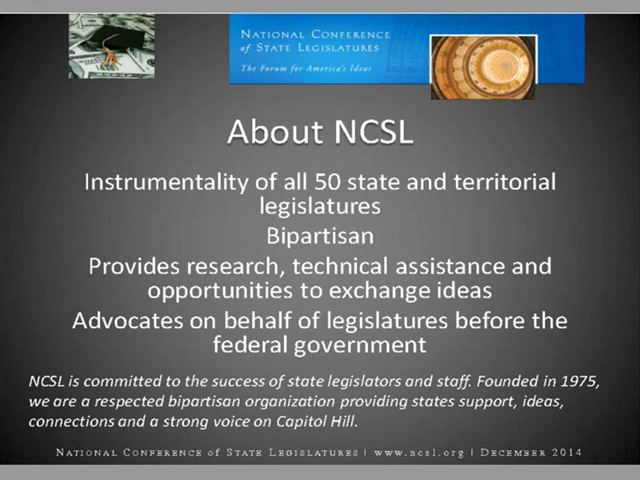 NATIONAL CONFERENCE
of STATE LEGISLATURES
The Forum for America's Ideas
About NCSL
Instrumentality of all 50 state and territorial
legislatures
Bipartisan
Provides research, technical assistance and
opportunities to exchange ideas
Advocates on behalf of legislatures before the
federal government
NCSL is committed to the success of state legislators and staff. Founded in 1975,
we are a respected bipartisan organization providing states support, ideas,
connections and a strong voice on Capitol Hill.
NATIONAL CONFERENCE OF STATE LEGISLATURES | www.ncsl.org | DECEMBER 2014